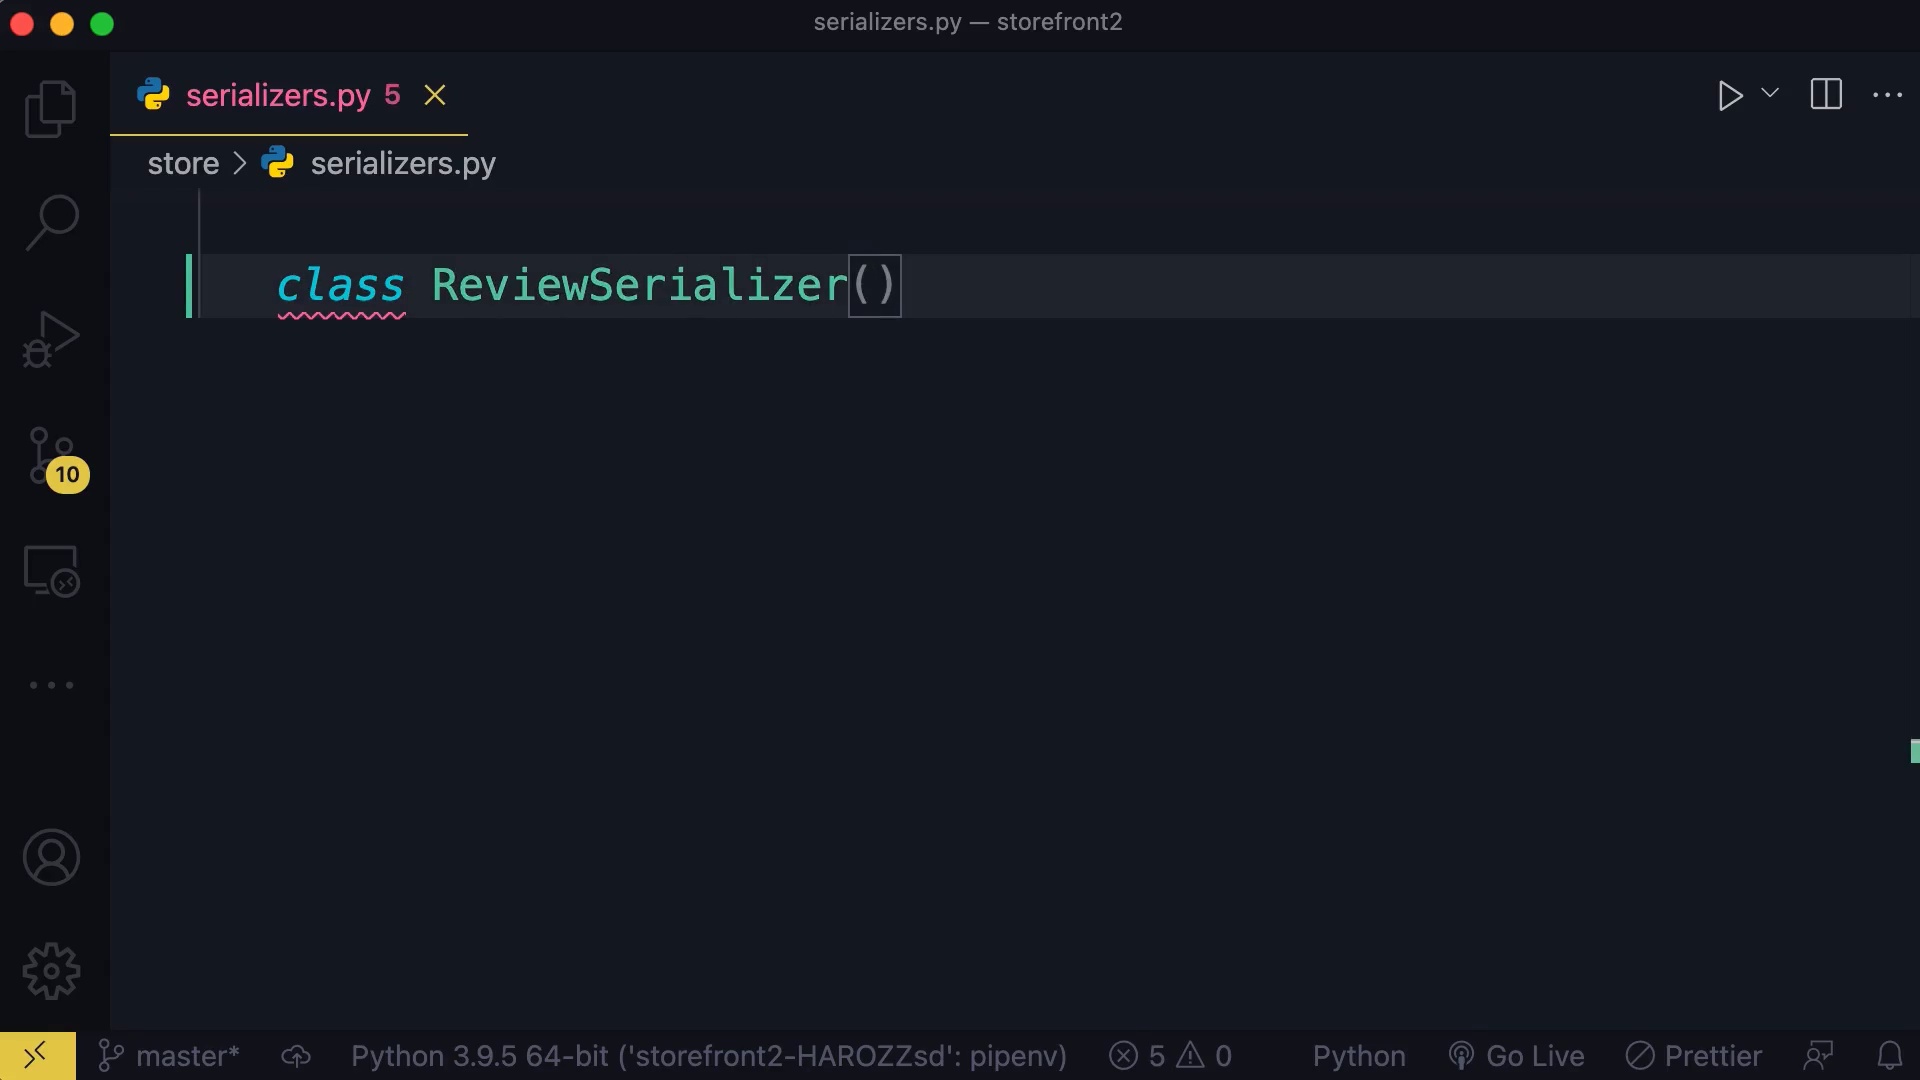 serializers.py — storefront2
serializers.py 5
store > serializers.py
class ReviewSerializer()
10
master* Python 3.9.5 64-bit ('storefront2-HAROZZsd': pipenv) 5 0 Python Go Live Prettier